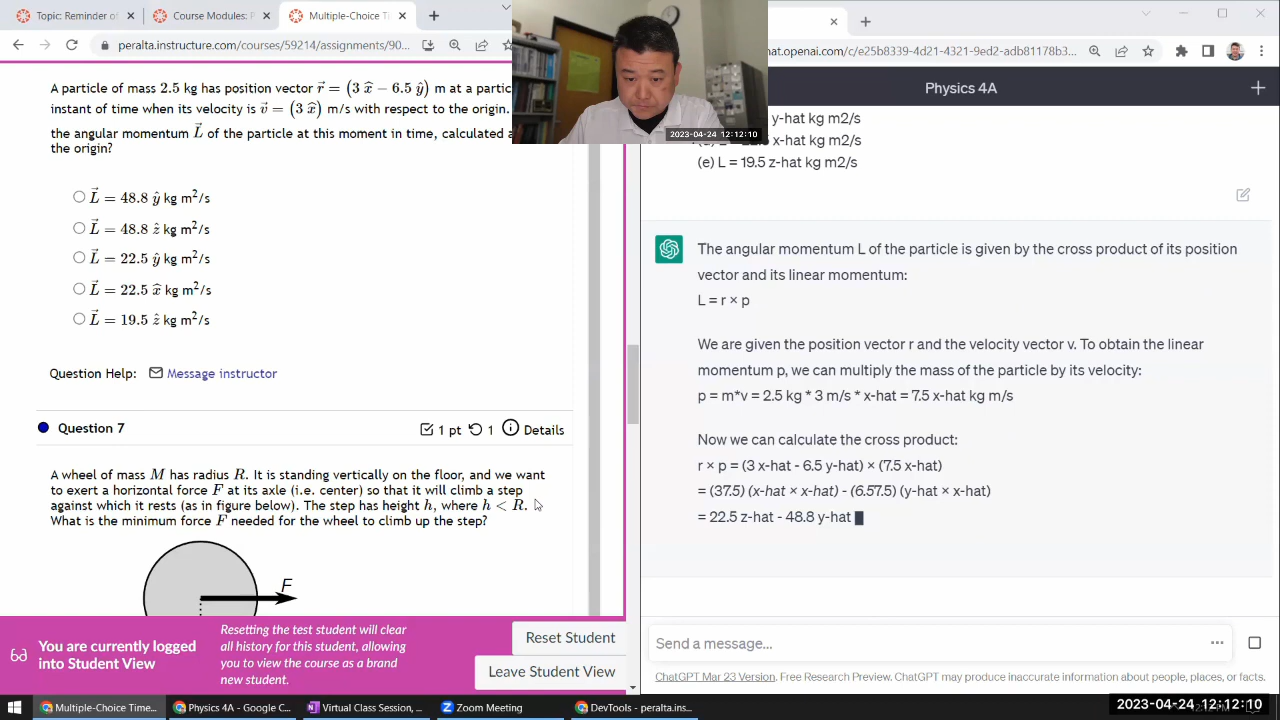 Topic: Reminder of
Course Modules: P
Multiple-Choice Tim
peralta.instructure.com/courses/59214/assignments/90...
hat.openai.com/c/e25b8339-4d21-4321-9ed2-adb81178b3...
2023-04-24 12:12:10
A particle of mass 2.5 kg has position vector r⃗ = (3 x̂ − 6.5 ŷ) m at a partic
instant of time when its velocity is v⃗ = (3 x̂) m/s with respect to the origin.
the angular momentum L⃗ of the particle at this moment in time, calculated a
the origin?
L⃗ = 48.8 ŷ kg m²/s
L⃗ = 48.8 ẑ kg m²/s
L⃗ = 22.5 ŷ kg m²/s
L⃗ = 22.5 x̂ kg m²/s
L⃗ = 19.5 ẑ kg m²/s
Question Help: Message instructor
Question 7
1 pt 1 Details
A wheel of mass M has radius R. It is standing vertically on the floor, and we want
to exert a horizontal force F at its axle (i.e. center) so that it will climb a step
against which it rests (as in figure below). The step has height h, where h < R.
What is the minimum force F needed for the wheel to climb up the step?
F
You are currently logged
into Student View
Resetting the test student will clear
all history for this student, allowing
you to view the course as a brand
new student.
Reset Student
Leave Student View
Physics 4A
y-hat kg m2/s
x-hat kg m2/s
(e) L = 19.5 z-hat kg m2/s
The angular momentum L of the particle is given by the cross product of its position
vector and its linear momentum:
L = r × p
We are given the position vector r and the velocity vector v. To obtain the linear
momentum p, we can multiply the mass of the particle by its velocity:
p = m*v = 2.5 kg * 3 m/s * x-hat = 7.5 x-hat kg m/s
Now we can calculate the cross product:
r × p = (3 x-hat - 6.5 y-hat) × (7.5 x-hat)
= (37.5) (x-hat × x-hat) - (6.57.5) (y-hat × x-hat)
= 22.5 z-hat - 48.8 y-hat
Send a message...
ChatGPT Mar 23 Version. Free Research Preview. ChatGPT may produce inaccurate information about people, places, or facts.
Multiple-Choice Time...
Physics 4A - Google C...
Virtual Class Session, ...
Zoom Meeting
DevTools - peralta.ins...
2023-04-24 12:12:10